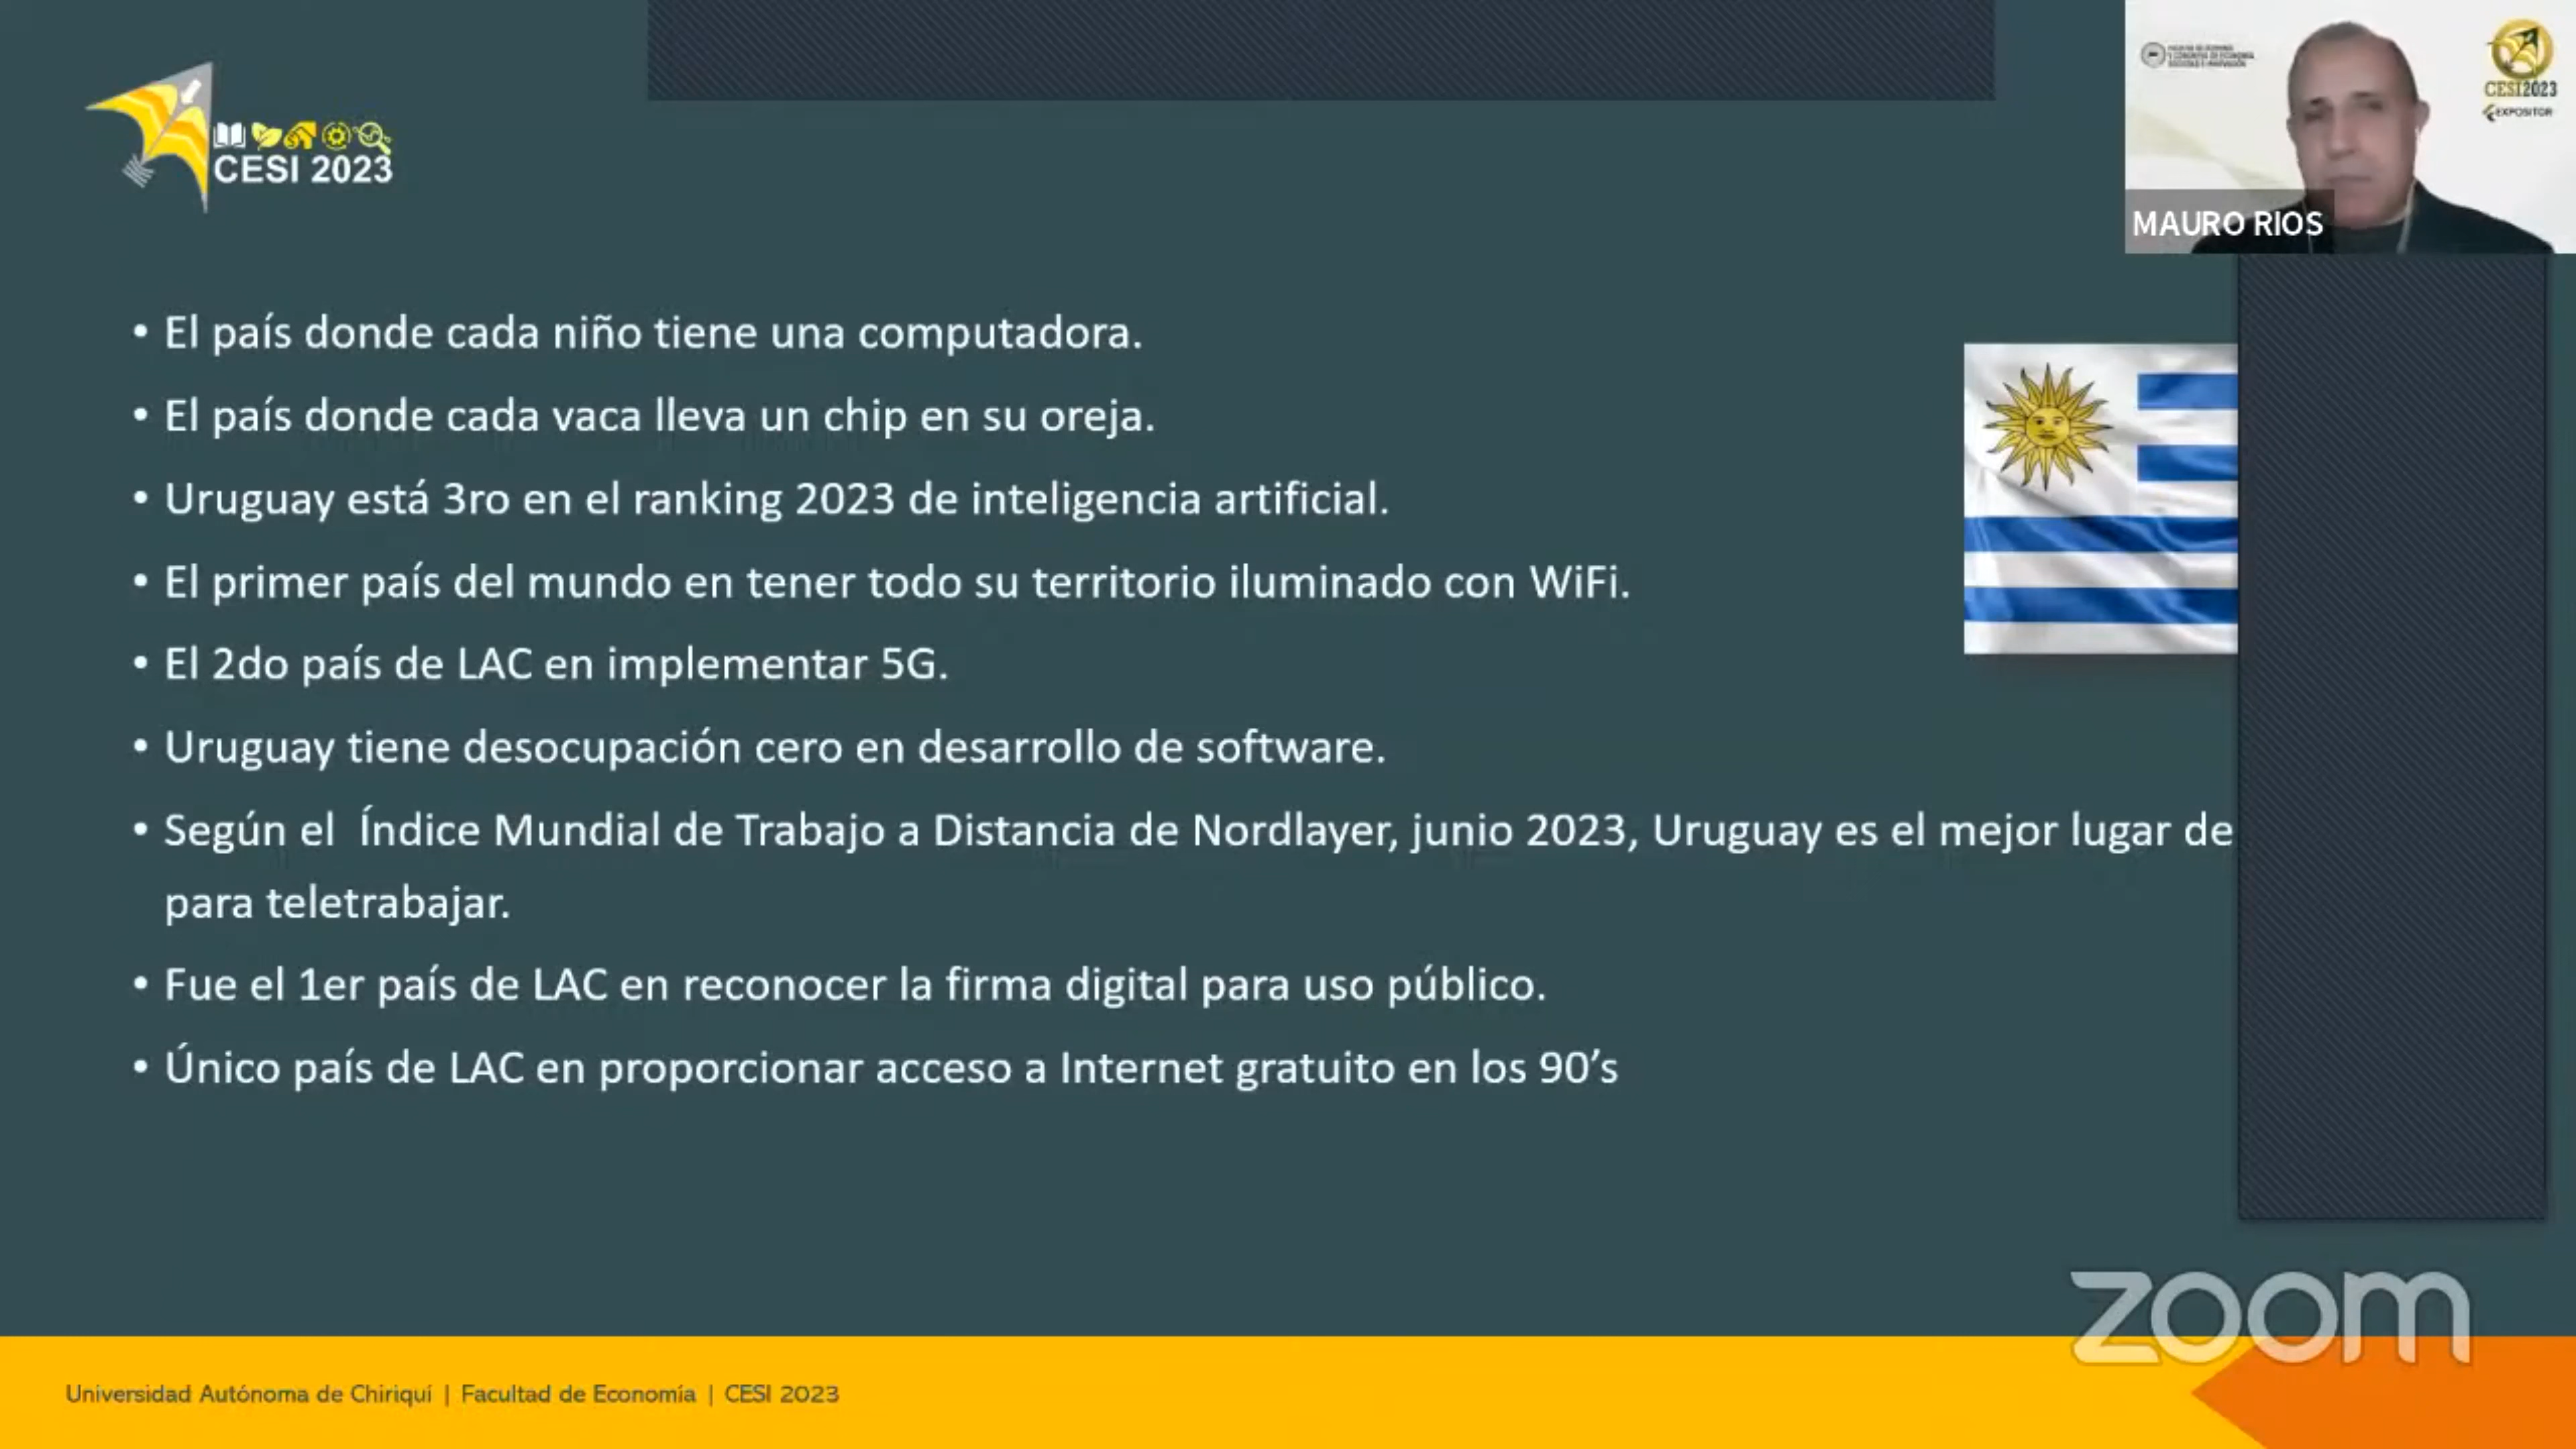 CESI 2023
CESI2023
EXPOSITOR
MAURO RIOS
• El país donde cada niño tiene una computadora.
• El país donde cada vaca lleva un chip en su oreja.
• Uruguay está 3ro en el ranking 2023 de inteligencia artificial.
• El primer país del mundo en tener todo su territorio iluminado con WiFi.
• El 2do país de LAC en implementar 5G.
• Uruguay tiene desocupación cero en desarrollo de software.
• Según el Índice Mundial de Trabajo a Distancia de Nordlayer, junio 2023, Uruguay es el mejor lugar de
para teletrabajar.
• Fue el 1er país de LAC en reconocer la firma digital para uso público.
• Único país de LAC en proporcionar acceso a Internet gratuito en los 90’s
zoom
Universidad Autónoma de Chiriquí | Facultad de Economía | CESI 2023